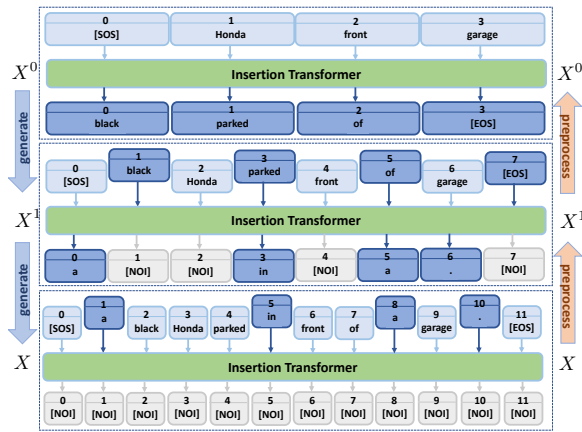 0 1 2 3
[SOS] Honda front garage
X^0 Insertion Transformer X^0
0 1 2 3
black parked of [EOS]
generate preprocess
0 1 2 3 4 5 6 7
[SOS] black Honda parked front of garage [EOS]
X^1 Insertion Transformer X^1
0 1 2 3 4 5 6 7
a [NOI] [NOI] in [NOI] a . [NOI]
generate preprocess
0 1 2 3 4 5 6 7 8 9 10 11
[SOS] a black Honda parked in front of a garage . [EOS]
X Insertion Transformer X
0 1 2 3 4 5 6 7 8 9 10 11
[NOI] [NOI] [NOI] [NOI] [NOI] [NOI] [NOI] [NOI] [NOI] [NOI] [NOI] [NOI]